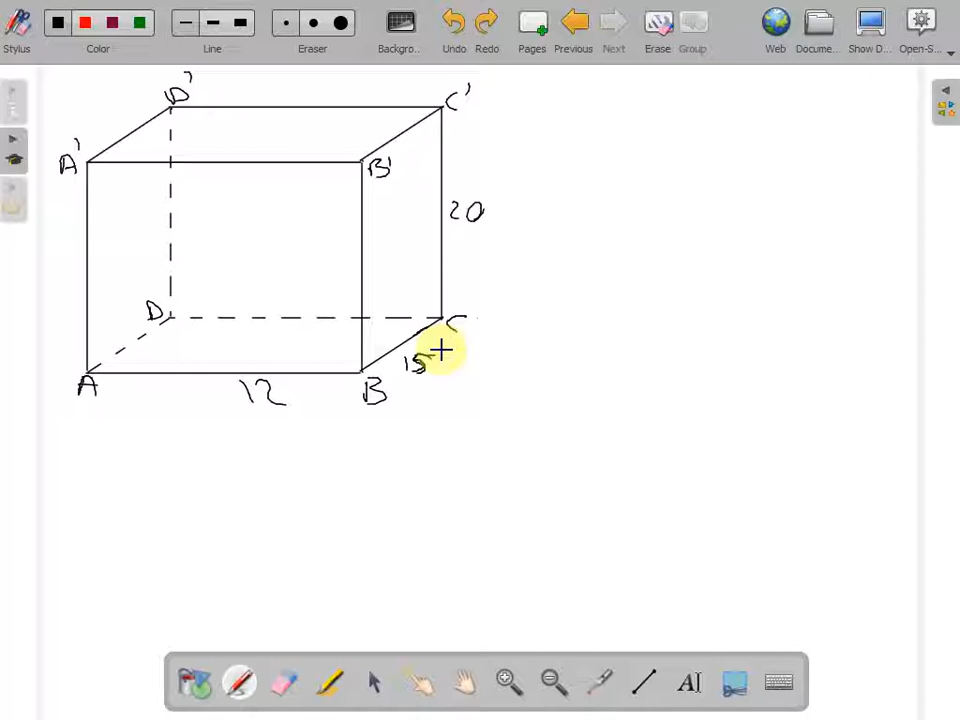 Stylus
Color
Line
Eraser
Backgro...
Undo
Redo
Pages
Previous
Next
Erase
Group
Web
Docume...
Show D...
Open-S...
D'
C'
A'
B'
20
D
C
15
A
12
B
AI